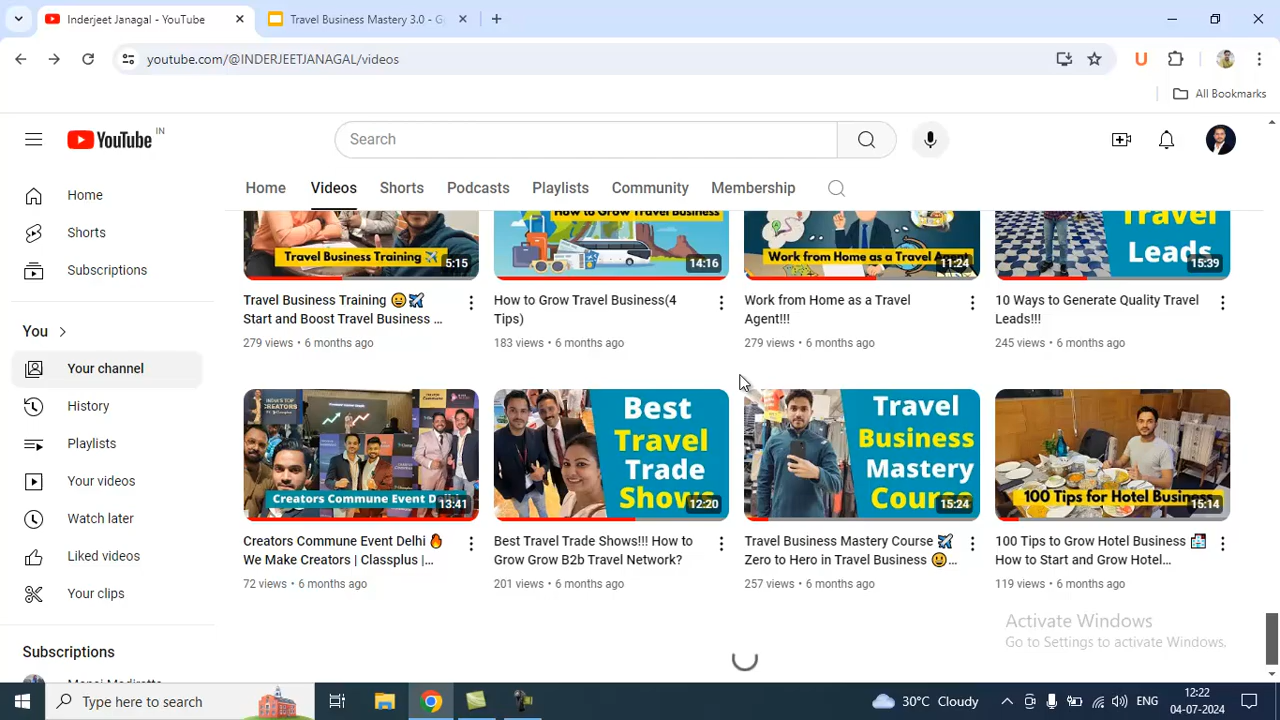 Inderjeet Janagal - YouTube
Travel Business Mastery 3.0 - G
youtube.com/@INDERJEETJANAGAL/videos
U
All Bookmarks
YouTube IN
Search
Home Videos Shorts Podcasts Playlists Community Membership
Home
Shorts
Subscriptions
You
Your channel
History
Playlists
Your videos
Watch later
Liked videos
Your clips
Subscriptions
Travel Business Training ✈️
5:15
Travel Business Training 😀✈️
Start and Boost Travel Business ...
279 views • 6 months ago
How to Grow Travel Business
14:16
How to Grow Travel Business(4
Tips)
183 views • 6 months ago
Work from Home as a Travel A
11:24
Work from Home as a Travel
Agent!!!
279 views • 6 months ago
Travel
Leads!!!
15:39
10 Ways to Generate Quality Travel
Leads!!!
245 views • 6 months ago
Creators Commune Event D
13:41
Creators Commune Event Delhi 🔥
We Make Creators | Classplus |...
72 views • 6 months ago
Best
Travel
Trade
Shows
12:20
Best Travel Trade Shows!!! How to
Grow Grow B2b Travel Network?
201 views • 6 months ago
Travel
Business
Mastery
Course
15:24
Travel Business Mastery Course ✈️
Zero to Hero in Travel Business 😀...
257 views • 6 months ago
100 Tips for Hotel Business
15:14
100 Tips to Grow Hotel Business 🏨
How to Start and Grow Hotel...
119 views • 6 months ago
Activate Windows
Go to Settings to activate Windows.
Type here to search
30°C Cloudy
ENG
12:22
04-07-2024